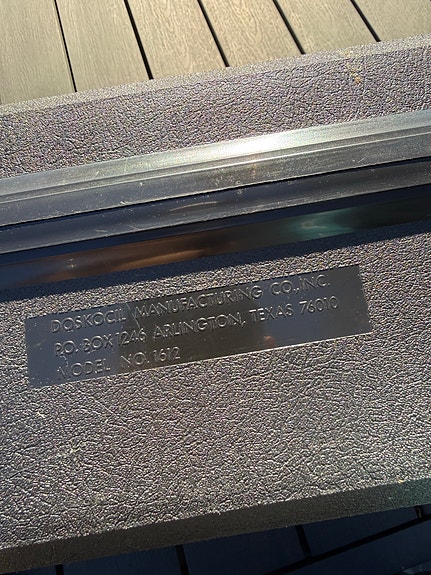 DOSKOCIL MANUFACTURING CO., INC.
P.O. BOX 1246 ARLINGTON, TEXAS 76010
MODEL NO. 1612